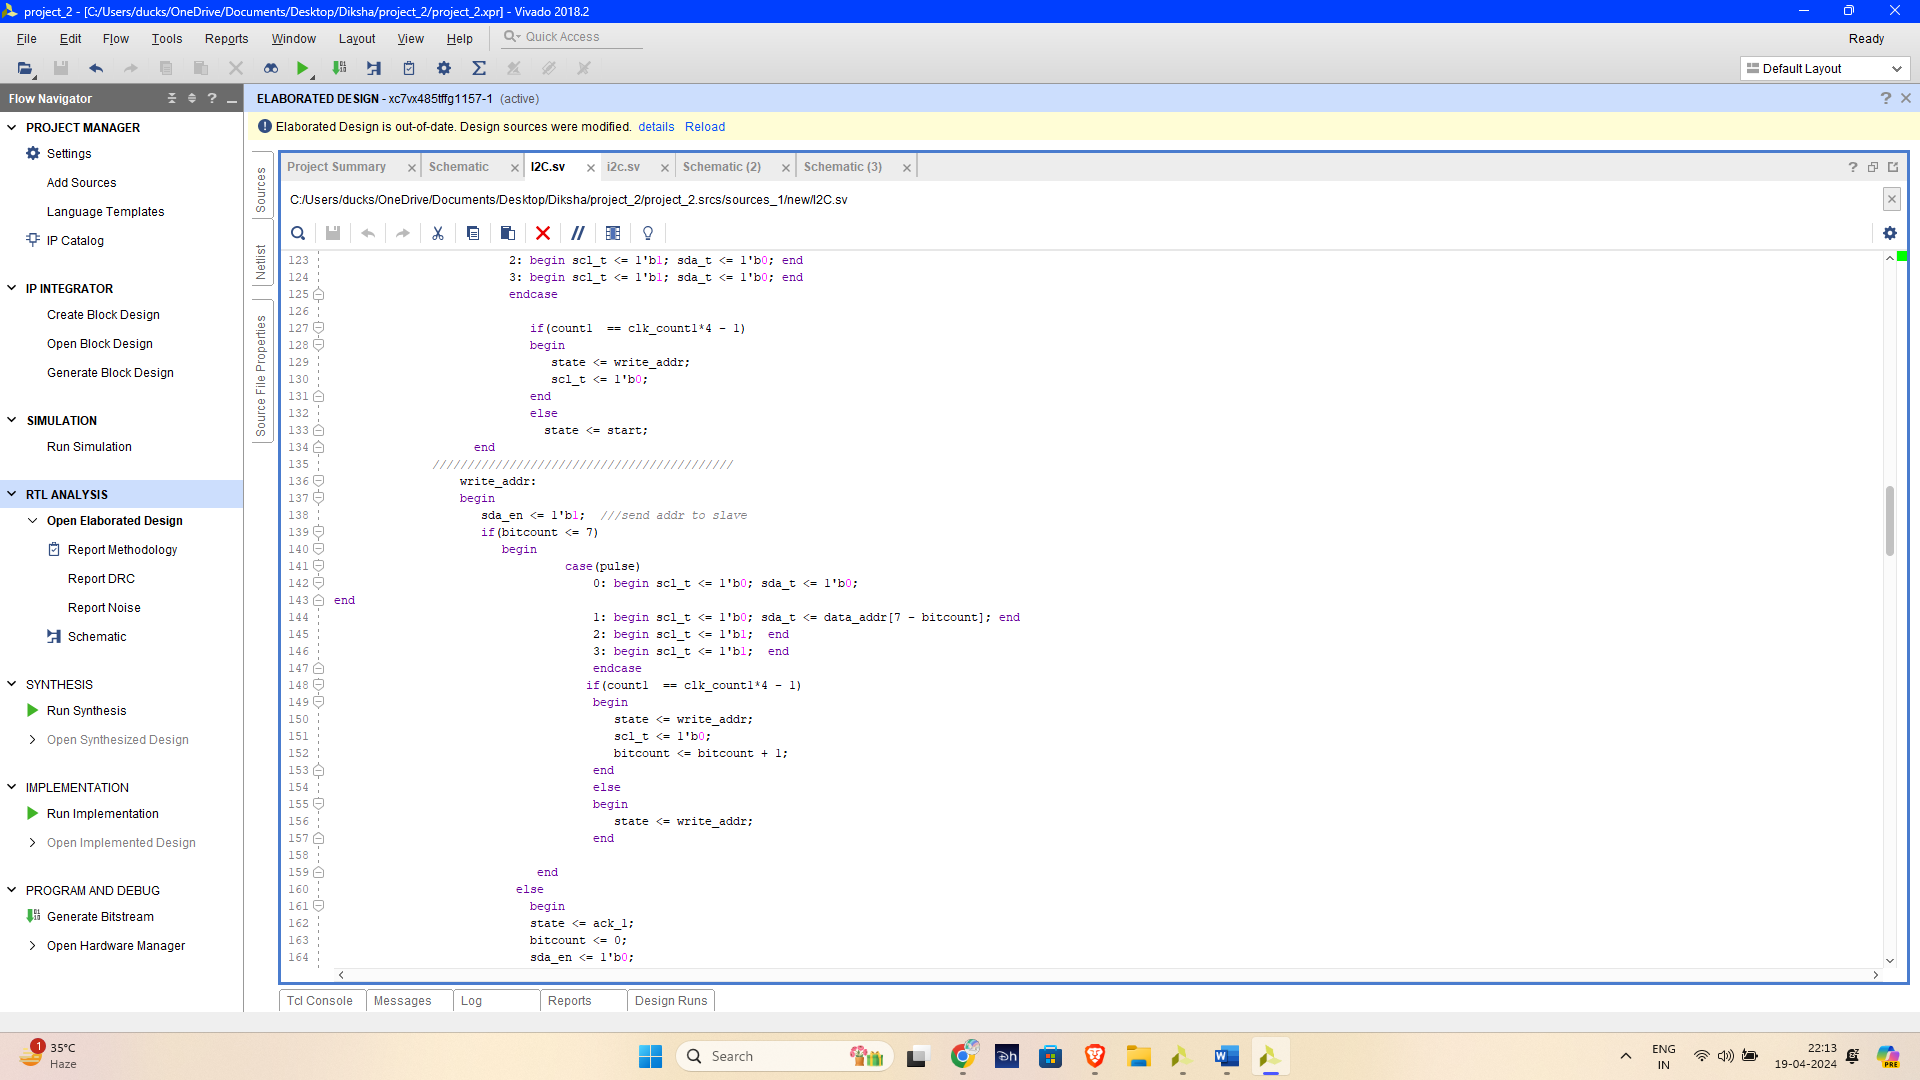 project_2 - [C:/Users/ducks/OneDrive/Documents/Desktop/Diksha/project_2/project_2.xpr] - Vivado 2018.2
File Edit Flow Tools Reports Window Layout View Help Quick Access Ready
Default Layout
Flow Navigator
ELABORATED DESIGN - xc7vx485tffg1157-1 (active)
Elaborated Design is out-of-date. Design sources were modified. details Reload
PROJECT MANAGER
Settings
Add Sources
Language Templates
IP Catalog
IP INTEGRATOR
Create Block Design
Open Block Design
Generate Block Design
SIMULATION
Run Simulation
RTL ANALYSIS
Open Elaborated Design
Report Methodology
Report DRC
Report Noise
Schematic
SYNTHESIS
Run Synthesis
Open Synthesized Design
IMPLEMENTATION
Run Implementation
Open Implemented Design
PROGRAM AND DEBUG
Generate Bitstream
Open Hardware Manager
Sources
Netlist
Source File Properties
Project Summary Schematic I2C.sv i2c.sv Schematic (2) Schematic (3)
C:/Users/ducks/OneDrive/Documents/Desktop/Diksha/project_2/project_2.srcs/sources_1/new/I2C.sv
123 2: begin scl_t <= 1'b1; sda_t <= 1'b0; end
124 3: begin scl_t <= 1'b1; sda_t <= 1'b0; end
125 endcase
126
127 if(count1  == clk_count1*4 - 1)
128 begin
129 state <= write_addr;
130 scl_t <= 1'b0;
131 end
132 else
133 state <= start;
134 end
135 ///////////////////////////////////////////
136 write_addr:
137 begin
138 sda_en <= 1'b1;  ///send addr to slave
139 if(bitcount <= 7)
140 begin
141 case(pulse)
142 0: begin scl_t <= 1'b0; sda_t <= 1'b0;
143 end
144 1: begin scl_t <= 1'b0; sda_t <= data_addr[7 - bitcount]; end
145 2: begin scl_t <= 1'b1;  end
146 3: begin scl_t <= 1'b1;  end
147 endcase
148 if(count1  == clk_count1*4 - 1)
149 begin
150 state <= write_addr;
151 scl_t <= 1'b0;
152 bitcount <= bitcount + 1;
153 end
154 else
155 begin
156 state <= write_addr;
157 end
158
159 end
160 else
161 begin
162 state <= ack_1;
163 bitcount <= 0;
164 sda_en <= 1'b0;
Tcl Console Messages Log Reports Design Runs
1
35°C
Haze
Search
ENG
IN
22:13
19-04-2024
PRE